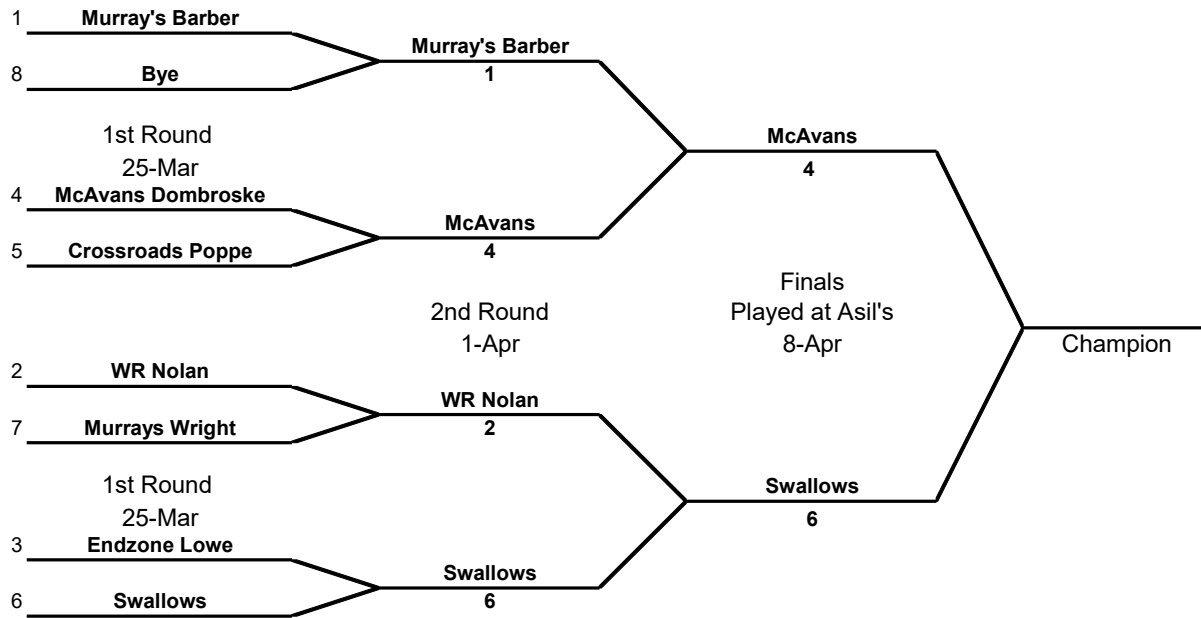 1 Murray's Barber
8 Bye
1st Round
25-Mar
4 McAvans Dombroske
5 Crossroads Poppe
2 WR Nolan
7 Murrays Wright
1st Round
25-Mar
3 Endzone Lowe
6 Swallows
Murray's Barber
1
McAvans
4
2nd Round
1-Apr
WR Nolan
2
Swallows
6
McAvans
4
Finals
Played at Asil's
8-Apr
Swallows
6
Champion